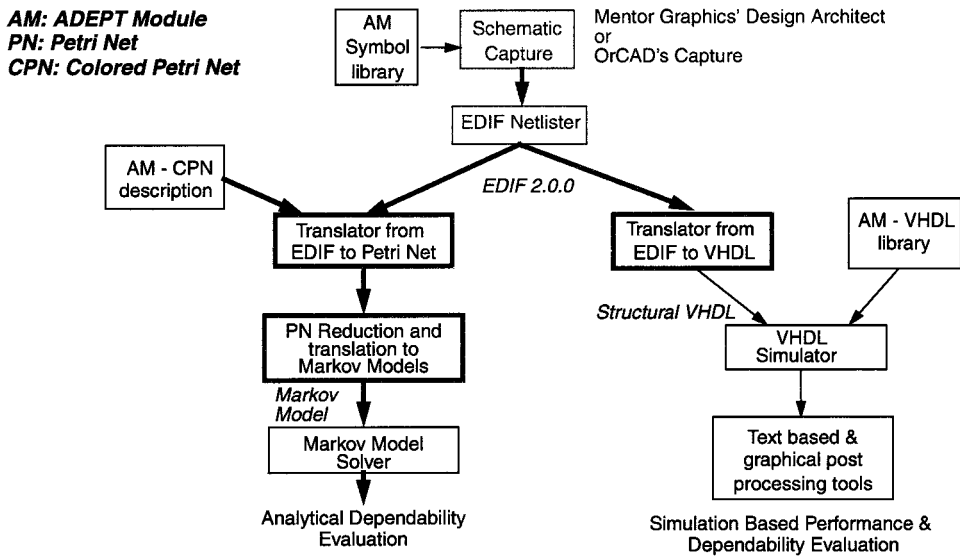 AM: ADEPT Module
PN: Petri Net
CPN: Colored Petri Net
AM
Symbol
library
Schematic
Capture
Mentor Graphics' Design Architect
or
OrCAD's Capture
EDIF Netlister
AM - CPN
description
EDIF 2.0.0
Translator from
EDIF to Petri Net
Translator from
EDIF to VHDL
AM - VHDL
library
Structural VHDL
PN Reduction and
translation to
Markov Models
VHDL
Simulator
Markov
Model
Markov Model
Solver
Text based &
graphical post
processing tools
Analytical Dependability
Evaluation
Simulation Based Performance &
Dependability Evaluation